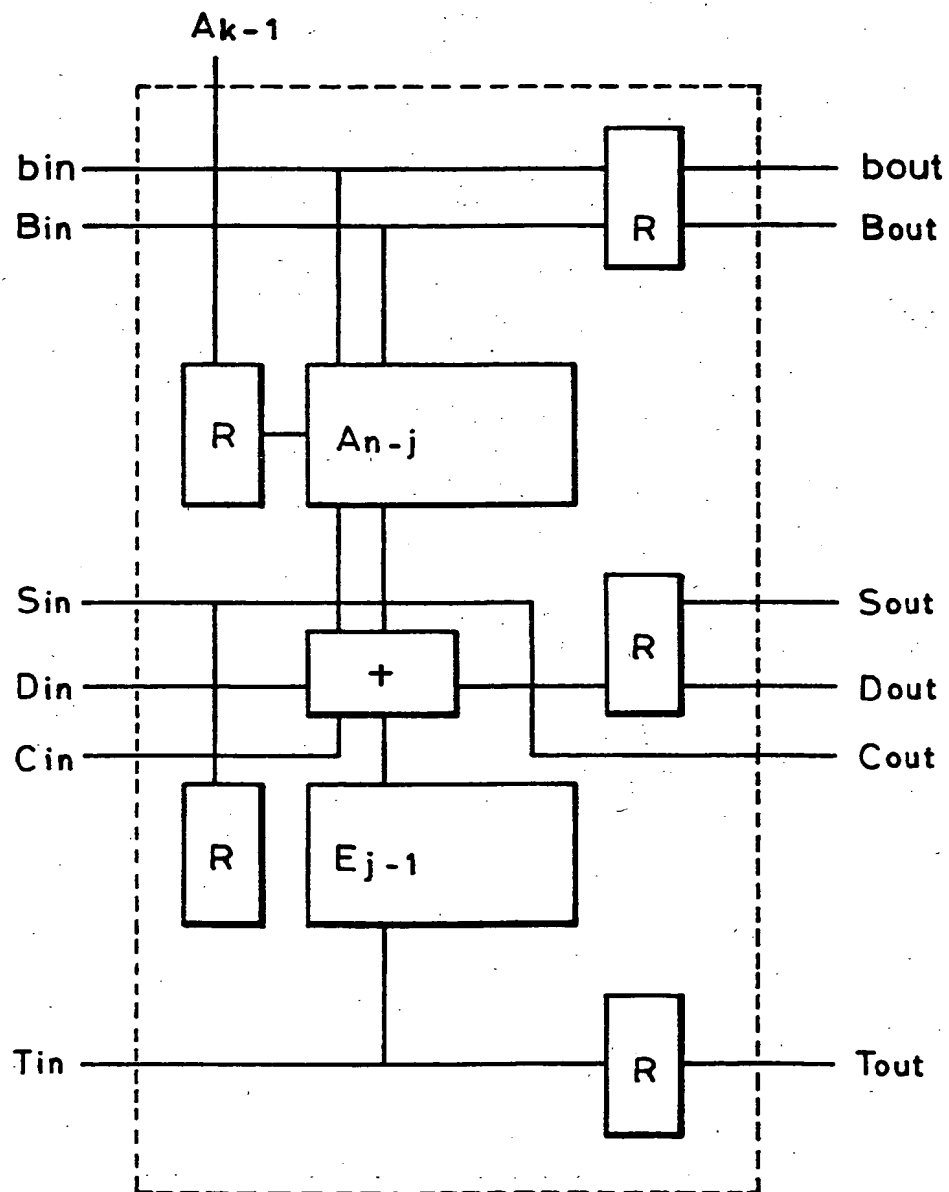 Ak-1
bin
bout
Bin
R
Bout
R
An-j
Sin
Sout
R
Din
+
Dout
Cin
Cout
R
Ej-1
Tin
R
Tout